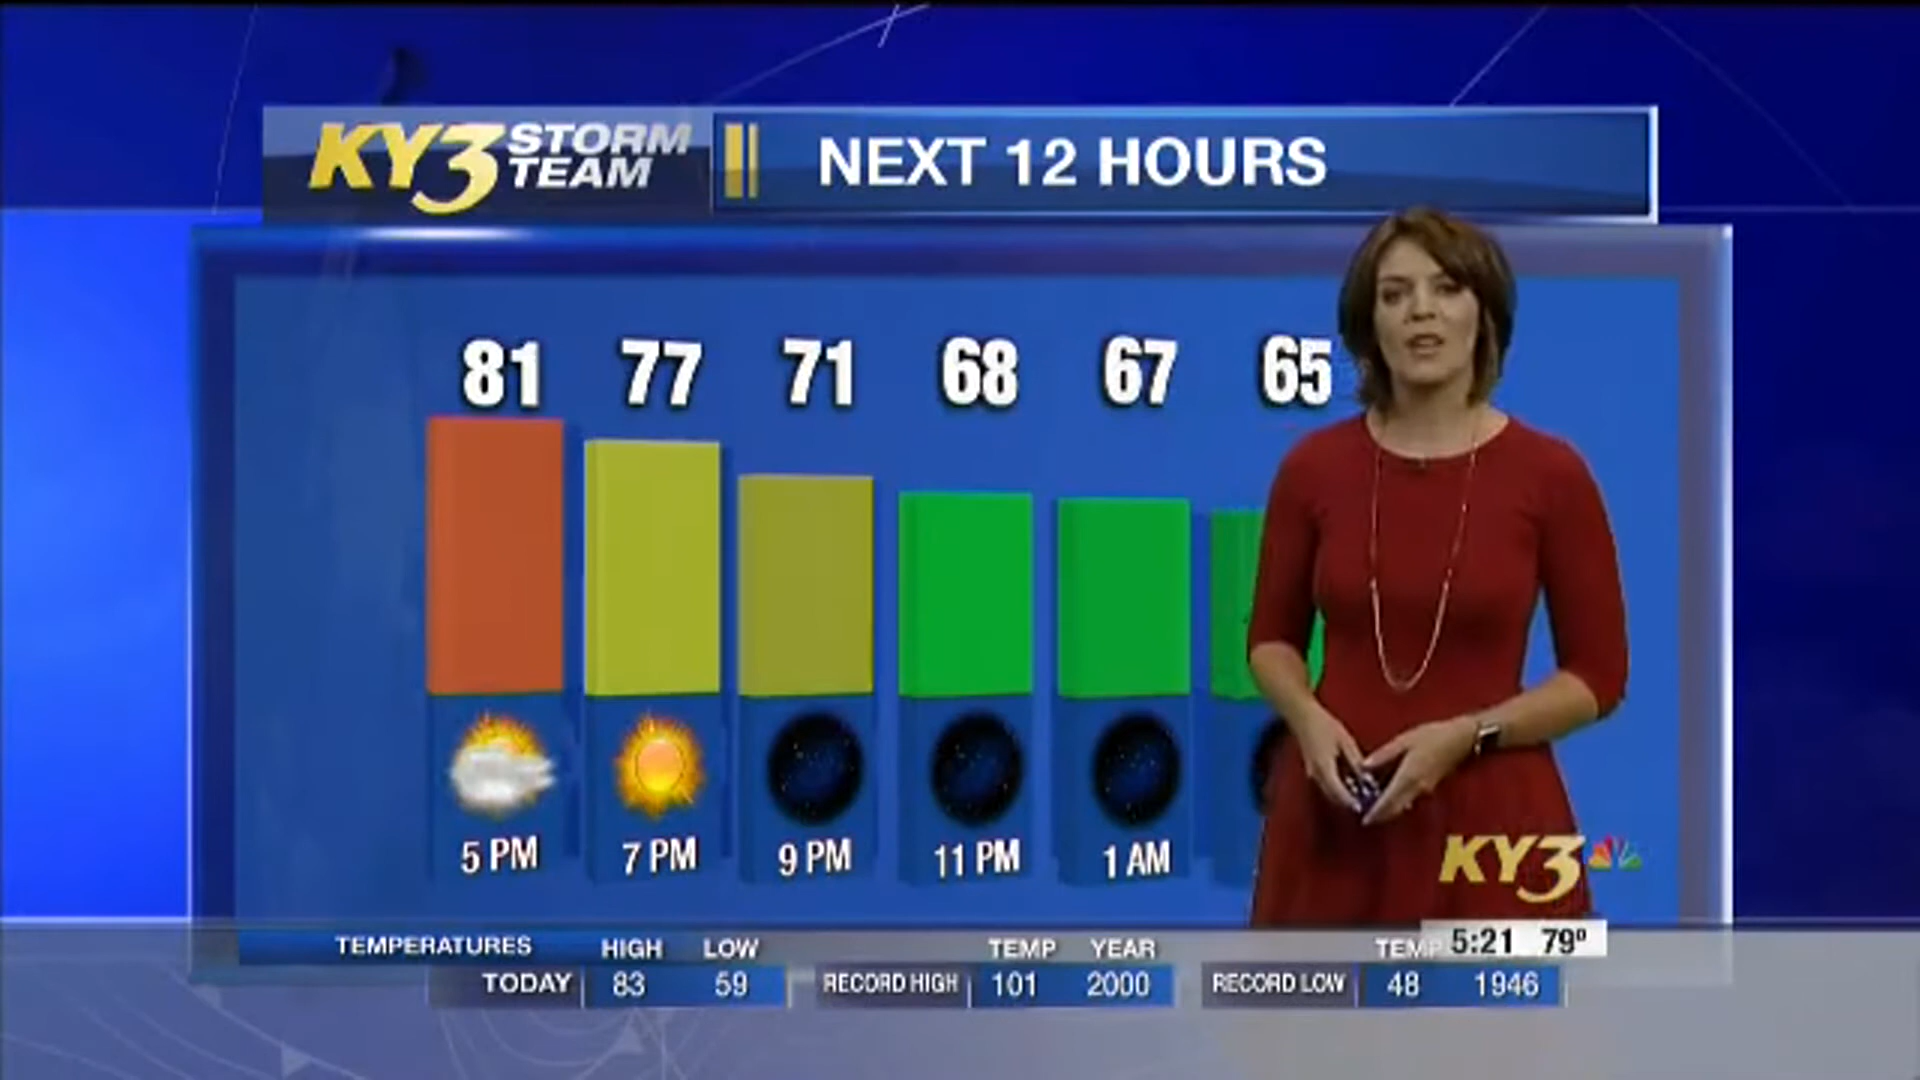 KY3 STORM TEAM
NEXT 12 HOURS
81 77 71 68 67 65
5 PM 7 PM 9 PM 11 PM 1 AM
KY3
5:21 79º
TEMPERATURES HIGH LOW TEMP YEAR TEMP
TODAY 83 59 RECORD HIGH 101 2000 RECORD LOW 48 1946